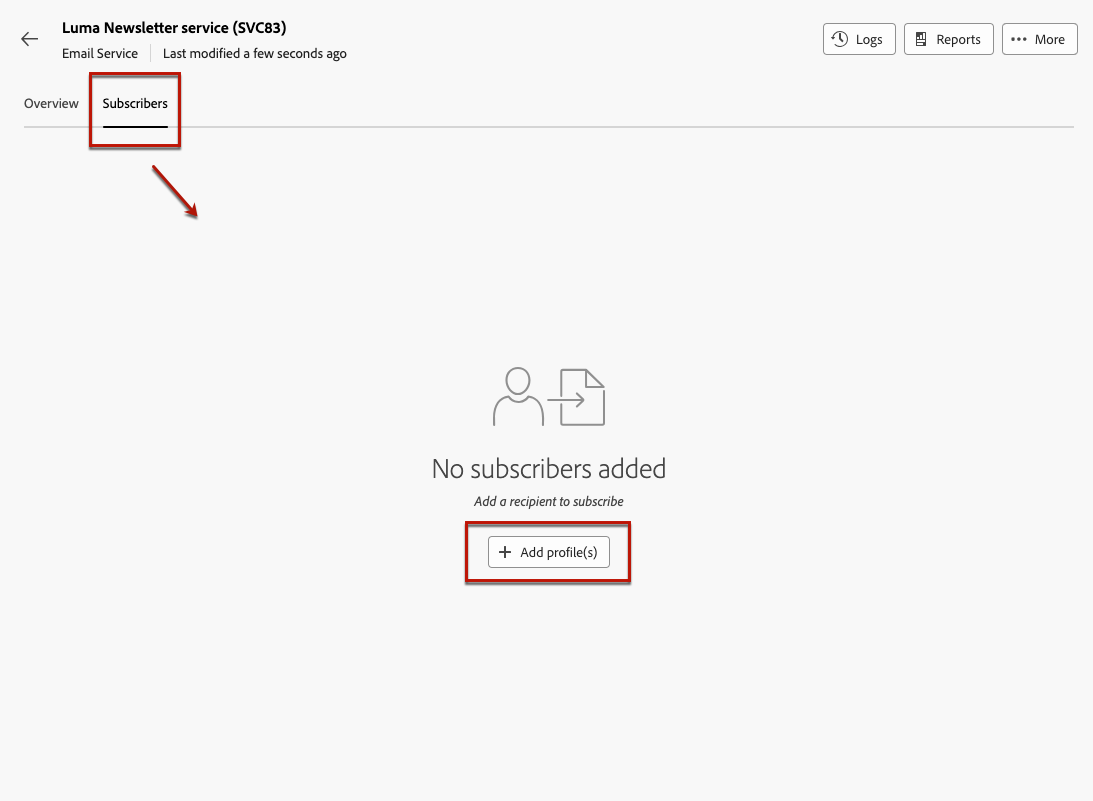 Luma Newsletter service (SVC83)
Email Service
Last modified a few seconds ago
Logs
Reports
More
Overview
Subscribers
No subscribers added
Add a recipient to subscribe
Add profile(s)